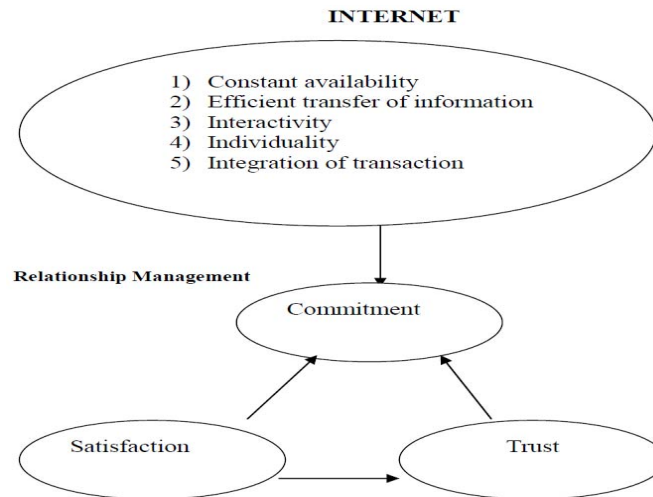 INTERNET
1) Constant availability
2) Efficient transfer of information
3) Interactivity
4) Individuality
5) Integration of transaction
Relationship Management
Commitment
Satisfaction
Trust